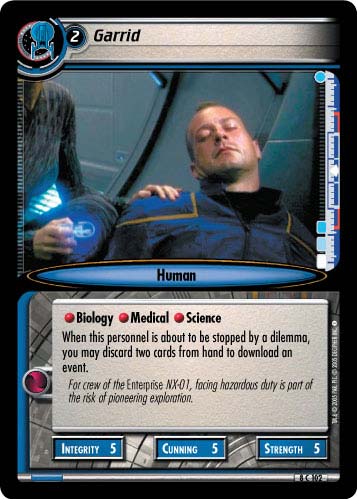 2 Garrid
Human
Biology Medical Science
When this personnel is about to be stopped by a dilemma,
you may discard two cards from hand to download an
event.
For crew of the Enterprise NX-01, facing hazardous duty is part of
the risk of pioneering exploration.
INTEGRITY 5 CUNNING 5 STRENGTH 5
8 C 102